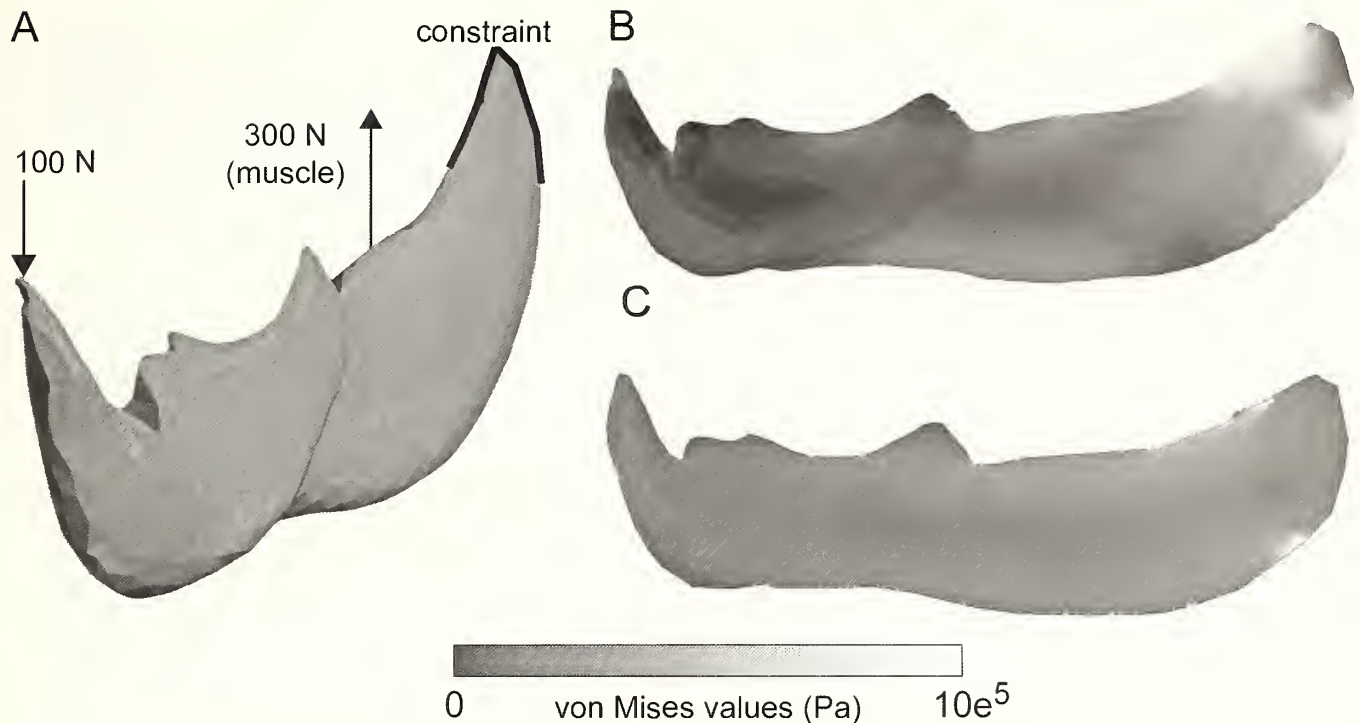 A
constraint
300 N
(muscle)
100 N
B
C
0
von Mises values (Pa)
10e⁵